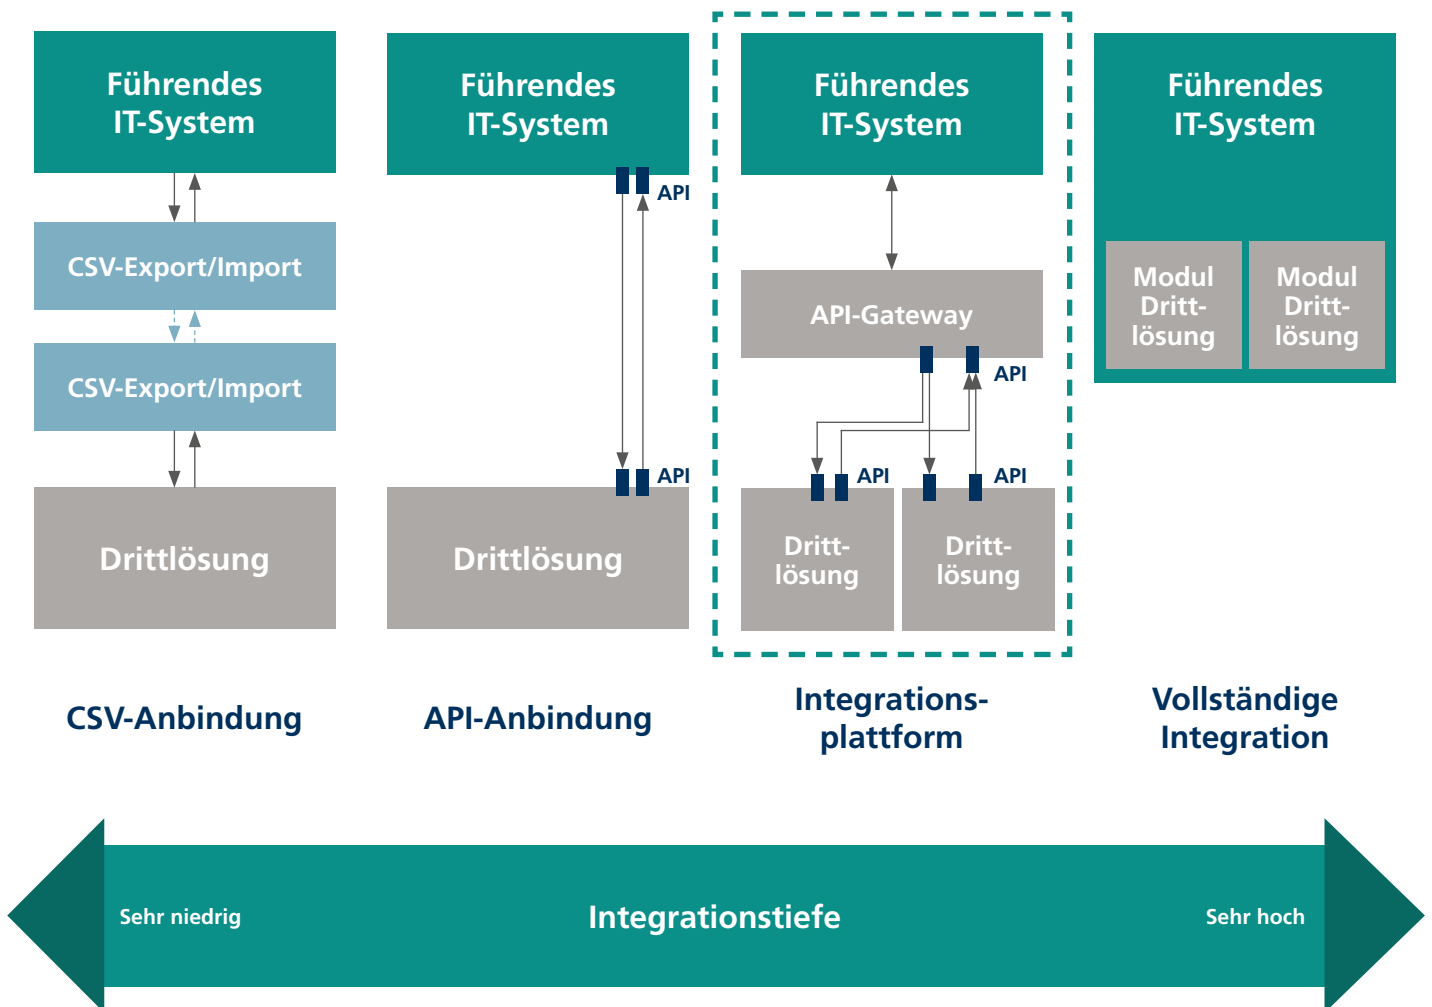 Führendes
IT-System
CSV-Export/Import
CSV-Export/Import
Drittlösung
CSV-Anbindung
Führendes
IT-System
API
API
Drittlösung
API-Anbindung
Führendes
IT-System
API-Gateway
API
API
API
Dritt-
lösung
Dritt-
lösung
Integrations-
plattform
Führendes
IT-System
Modul
Dritt-
lösung
Modul
Dritt-
lösung
Vollständige
Integration
Sehr niedrig
Integrationstiefe
Sehr hoch